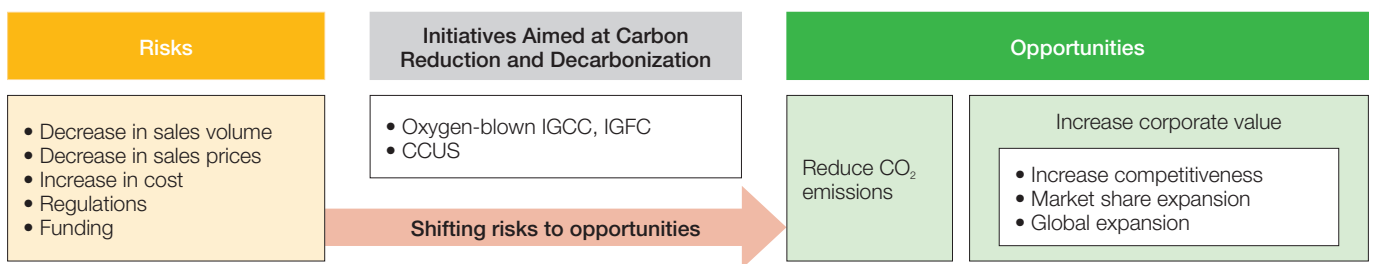 Risks
• Decrease in sales volume
• Decrease in sales prices
• Increase in cost
• Regulations
• Funding
Initiatives Aimed at Carbon
Reduction and Decarbonization
• Oxygen-blown IGCC, IGFC
• CCUS
Shifting risks to opportunities
Opportunities
Reduce CO₂
emissions
Increase corporate value
• Increase competitiveness
• Market share expansion
• Global expansion